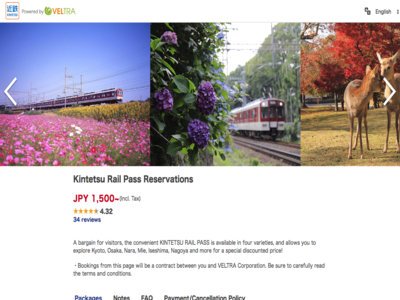 近鉄
KINTETSU
Powered by VELTRA
English
Kintetsu Rail Pass Reservations
JPY 1,500~(Incl. Tax)
★★★★★ 4.32
34 reviews
A bargain for visitors, the convenient KINTETSU RAIL PASS is available in four varieties, and allows you
to explore Kyoto, Osaka, Nara, Mie, Iseshima, Nagoya and more for a special discounted price!
・Bookings from this page will be a contract between you and VELTRA Corporation. Be sure to carefully read
the terms and conditions.
Packages Notes FAQ Payment/Cancellation Policy